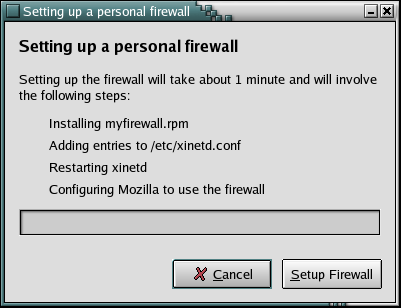 Setting up a personal firewall
Setting up a personal firewall
Setting up the firewall will take about 1 minute and will involve
the following steps:
Installing myfirewall.rpm
Adding entries to /etc/xinetd.conf
Restarting xinetd
Configuring Mozilla to use the firewall
Cancel
Setup Firewall